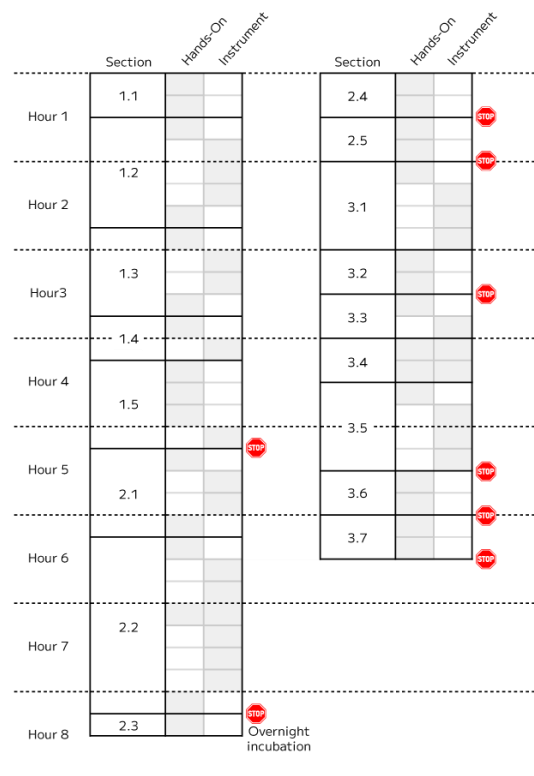 Section Hands-On Instrument
Hour 1
Hour 2
Hour3
Hour 4
Hour 5
Hour 6
Hour 7
Hour 8
1.1
1.2
1.3
1.4
1.5
STOP
2.1
2.2
STOP
2.3
Overnight
incubation
Section Hands-On Instrument
2.4
STOP
2.5
STOP
3.1
3.2
STOP
3.3
3.4
3.5
STOP
3.6
STOP
3.7
STOP